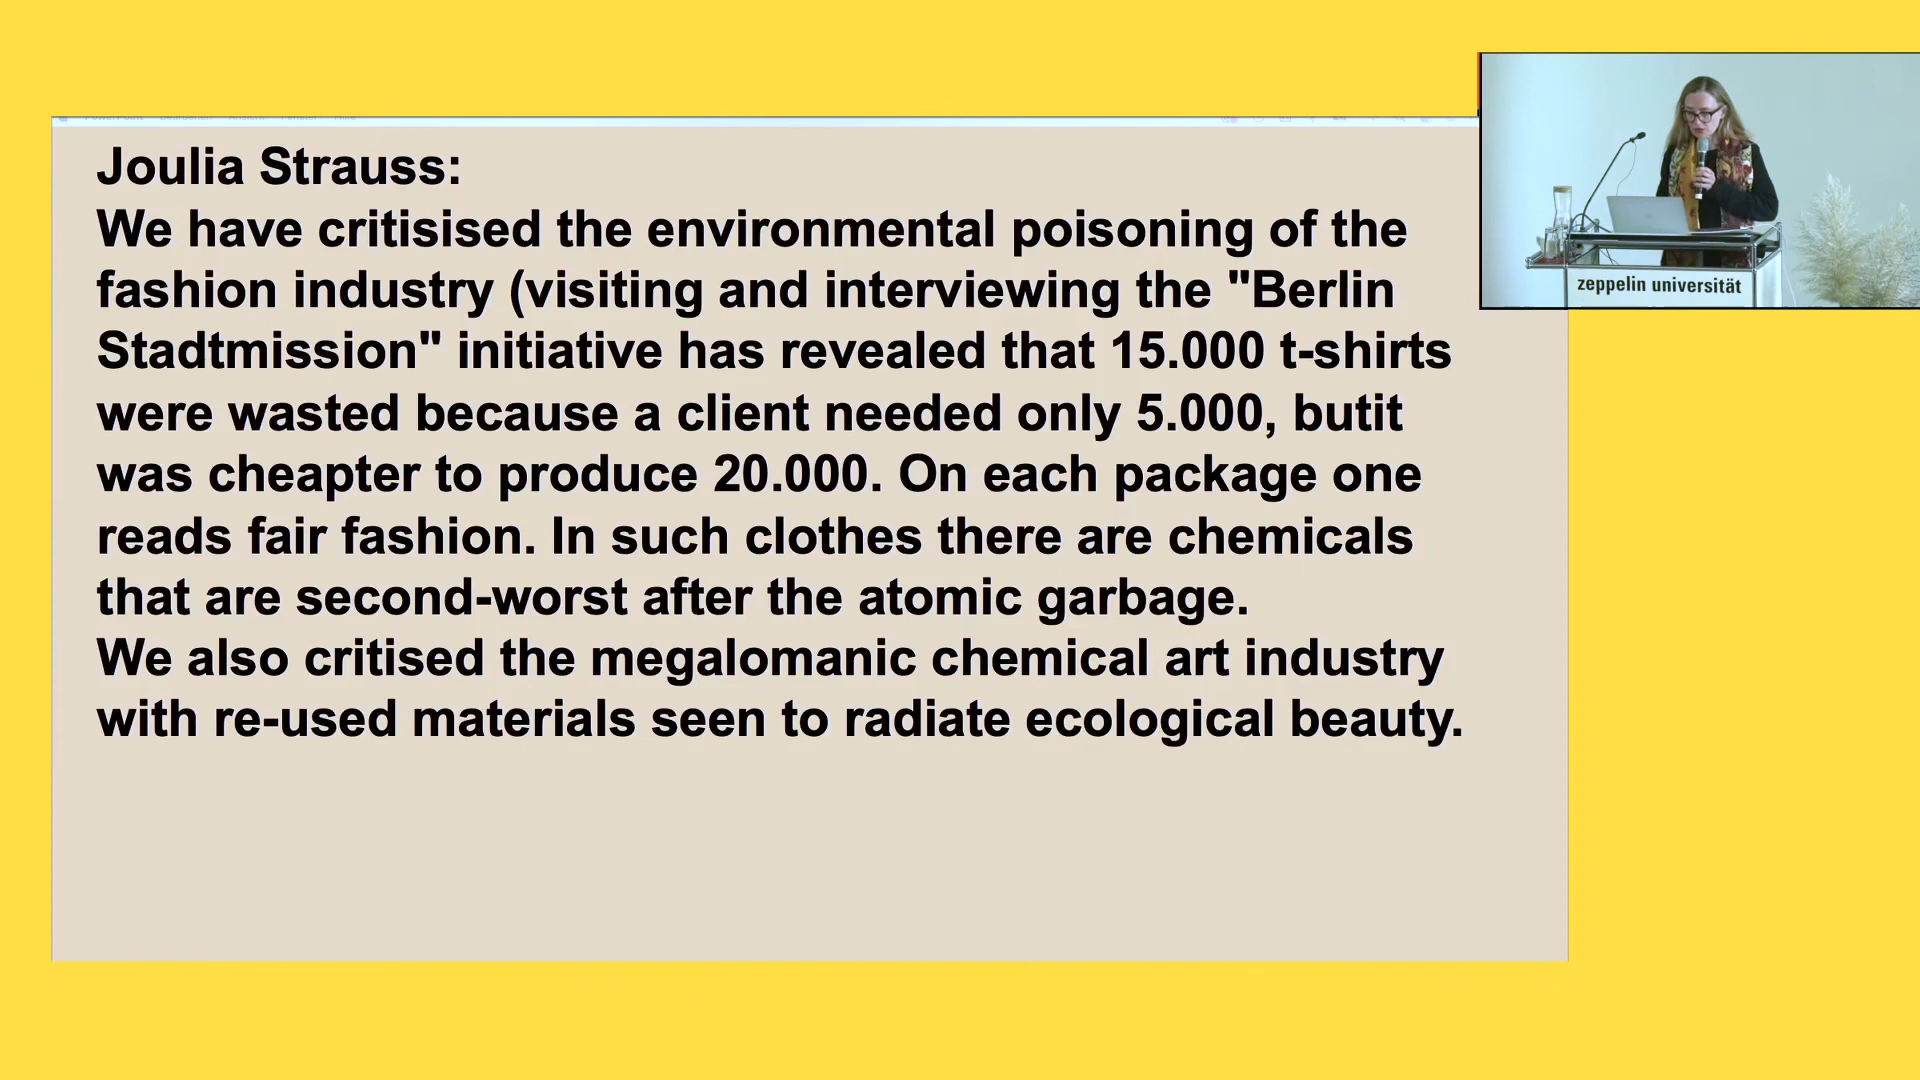 Joulia Strauss:
We have critisised the environmental poisoning of the
fashion industry (visiting and interviewing the "Berlin
Stadtmission" initiative has revealed that 15.000 t-shirts
were wasted because a client needed only 5.000, butit
was cheapter to produce 20.000. On each package one
reads fair fashion. In such clothes there are chemicals
that are second-worst after the atomic garbage.
We also critised the megalomanic chemical art industry
with re-used materials seen to radiate ecological beauty.
zeppelin universität